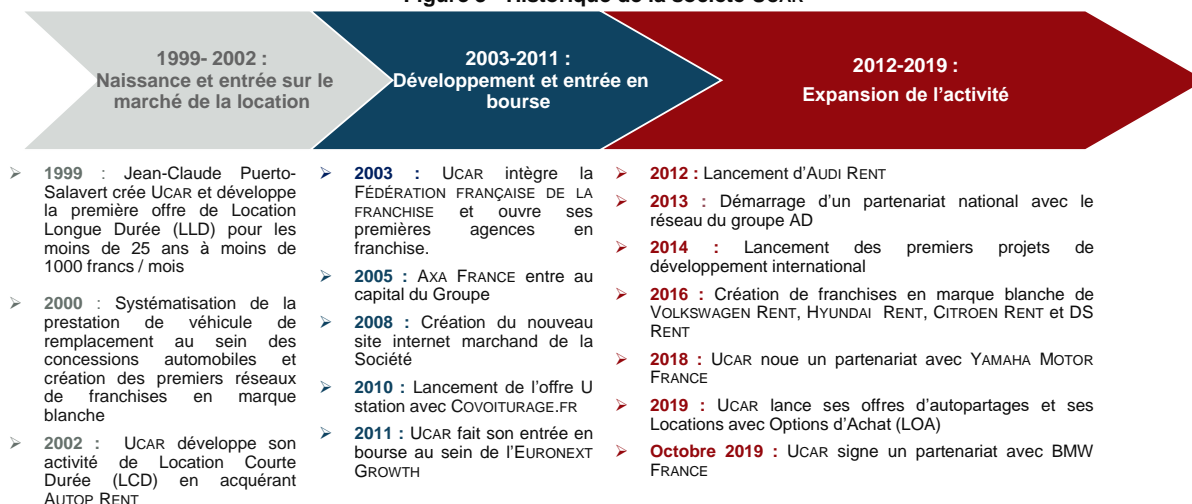 Figure 3 - Historique de la société UCAR
1999- 2002 :
Naissance et entrée sur le
marché de la location
2003-2011 :
Développement et entrée en
bourse
2012-2019 :
Expansion de l’activité
➢ 1999 : Jean-Claude Puerto-
Salavert crée UCAR et développe
la première offre de Location
Longue Durée (LLD) pour les
moins de 25 ans à moins de
1000 francs / mois
➢ 2000 : Systématisation de la
prestation de véhicule de
remplacement au sein des
concessions automobiles et
création des premiers réseaux
de franchises en marque
blanche
➢ 2002 : UCAR développe son
activité de Location Courte
Durée (LCD) en acquérant
AUTOP RENT
➢ 2003 : UCAR intègre la
FÉDÉRATION FRANÇAISE DE LA
FRANCHISE et ouvre ses
premières agences en
franchise.
➢ 2005 : AXA FRANCE entre au
capital du Groupe
➢ 2008 : Création du nouveau
site internet marchand de la
Société
➢ 2010 : Lancement de l’offre U
station avec COVOITURAGE.FR
➢ 2011 : UCAR fait son entrée en
bourse au sein de l’EURONEXT
GROWTH
➢ 2012 : Lancement d’AUDI RENT
➢ 2013 : Démarrage d’un partenariat national avec le
réseau du groupe AD
➢ 2014 : Lancement des premiers projets de
développement international
➢ 2016 : Création de franchises en marque blanche de
VOLKSWAGEN RENT, HYUNDAI RENT, CITROEN RENT et DS
RENT
➢ 2018 : UCAR noue un partenariat avec YAMAHA MOTOR
FRANCE
➢ 2019 : UCAR lance ses offres d’autopartages et ses
Locations avec Options d’Achat (LOA)
➢ Octobre 2019 : UCAR signe un partenariat avec BMW
FRANCE